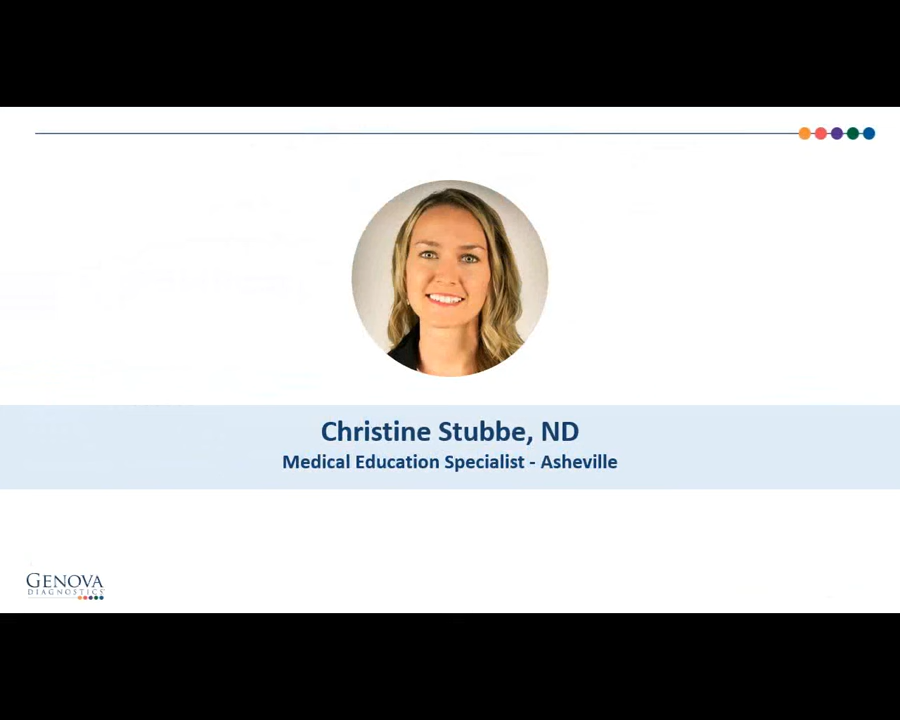 Christine Stubbe, ND
Medical Education Specialist - Asheville
GENOVA
DIAGNOSTICS